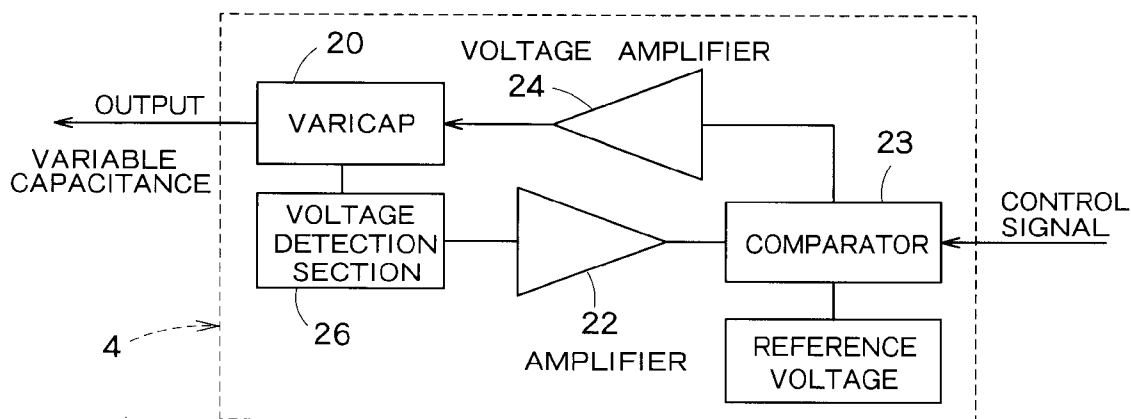 20
VOLTAGE AMPLIFIER
24
OUTPUT
VARICAP
VARIABLE
CAPACITANCE
23
VOLTAGE
DETECTION
SECTION
COMPARATOR
CONTROL
SIGNAL
26
22
AMPLIFIER
4
REFERENCE
VOLTAGE